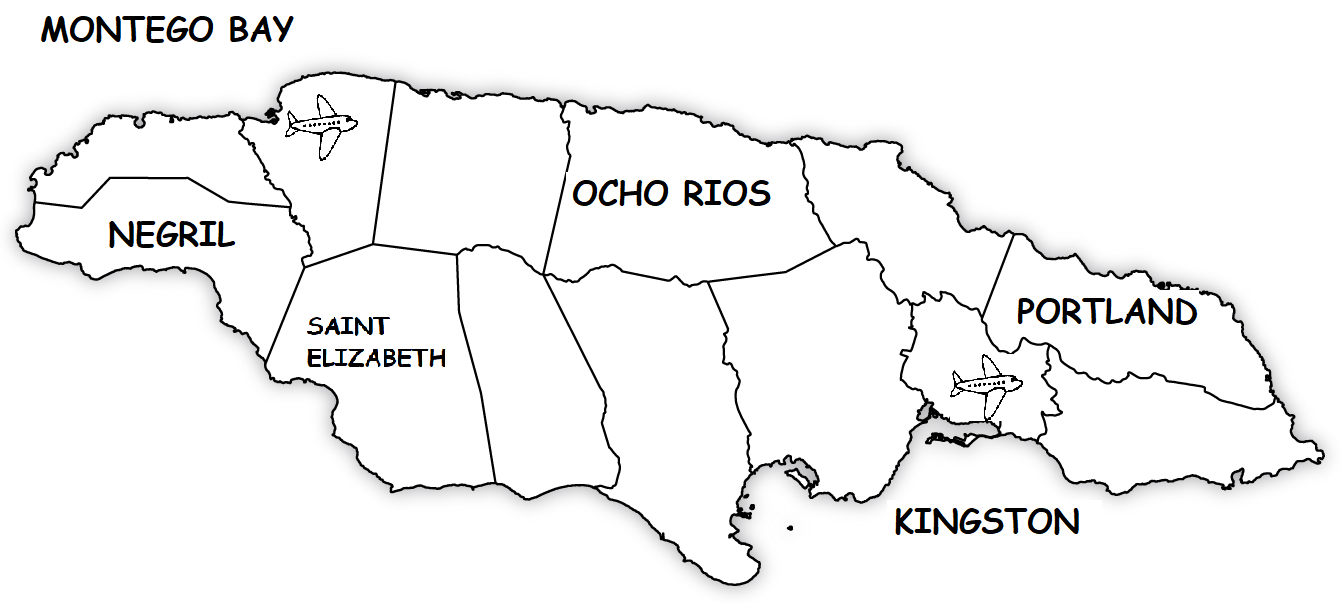 MONTEGO BAY
OCHO RIOS
NEGRIL
PORTLAND
SAINT
ELIZABETH
KINGSTON